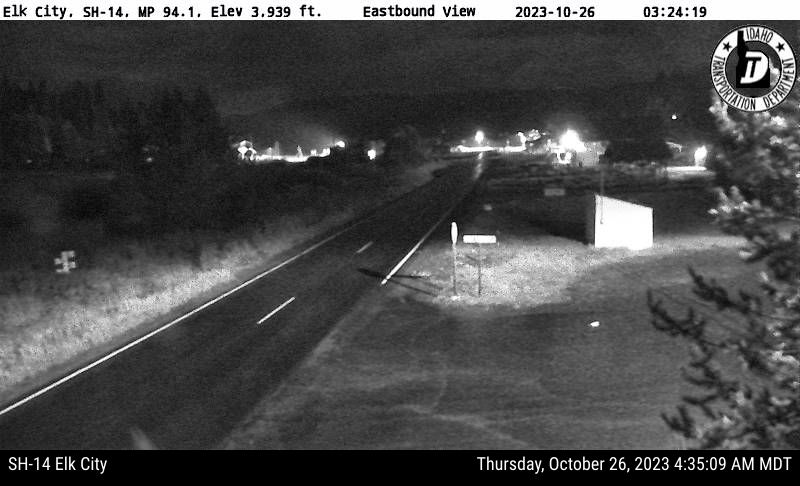 Elk City, SH-14, MP 94.1, Elev 3,939 ft. Eastbound View 2023-10-26 03:24:19
IDAHO
TRANSPORTATION DEPARTMENT
SH-14 Elk City Thursday, October 26, 2023 4:35:09 AM MDT